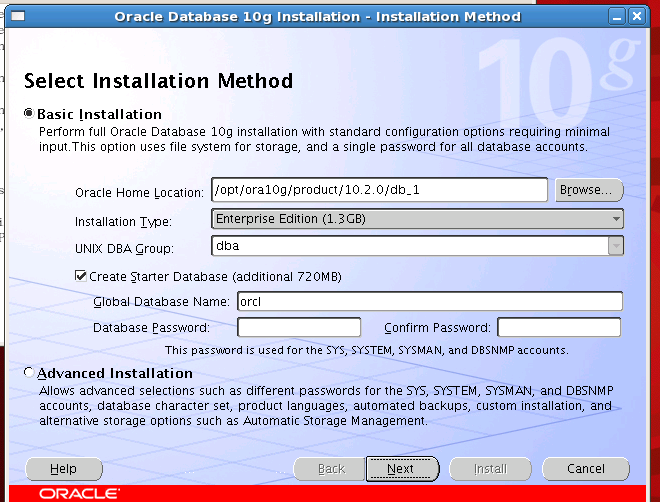 Oracle Database 10g Installation - Installation Method
10g
Select Installation Method
Basic Installation
Perform full Oracle Database 10g installation with standard configuration options requiring minimal
input.This option uses file system for storage, and a single password for all database accounts.
Oracle Home Location: /opt/ora10g/product/10.2.0/db_1 Browse...
Installation Type: Enterprise Edition (1.3GB)
UNIX DBA Group: dba
Create Starter Database (additional 720MB)
Global Database Name: orcl
Database Password: Confirm Password:
This password is used for the SYS, SYSTEM, SYSMAN, and DBSNMP accounts.
Advanced Installation
Allows advanced selections such as different passwords for the SYS, SYSTEM, SYSMAN, and DBSNMP
accounts, database character set, product languages, automated backups, custom installation, and
alternative storage options such as Automatic Storage Management.
Help Back Next Install Cancel
ORACLE